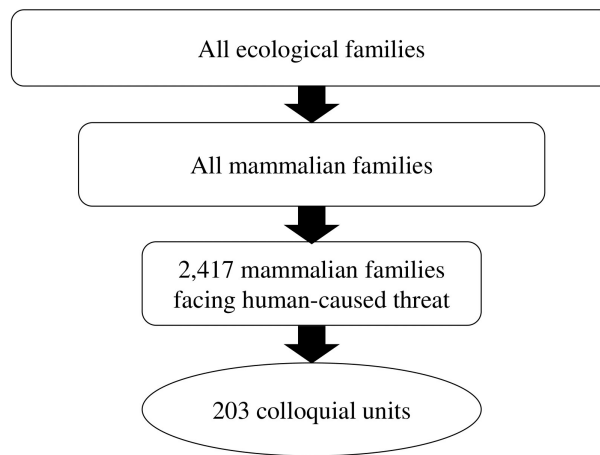 All ecological families
All mammalian families
2,417 mammalian families
facing human-caused threat
203 colloquial units